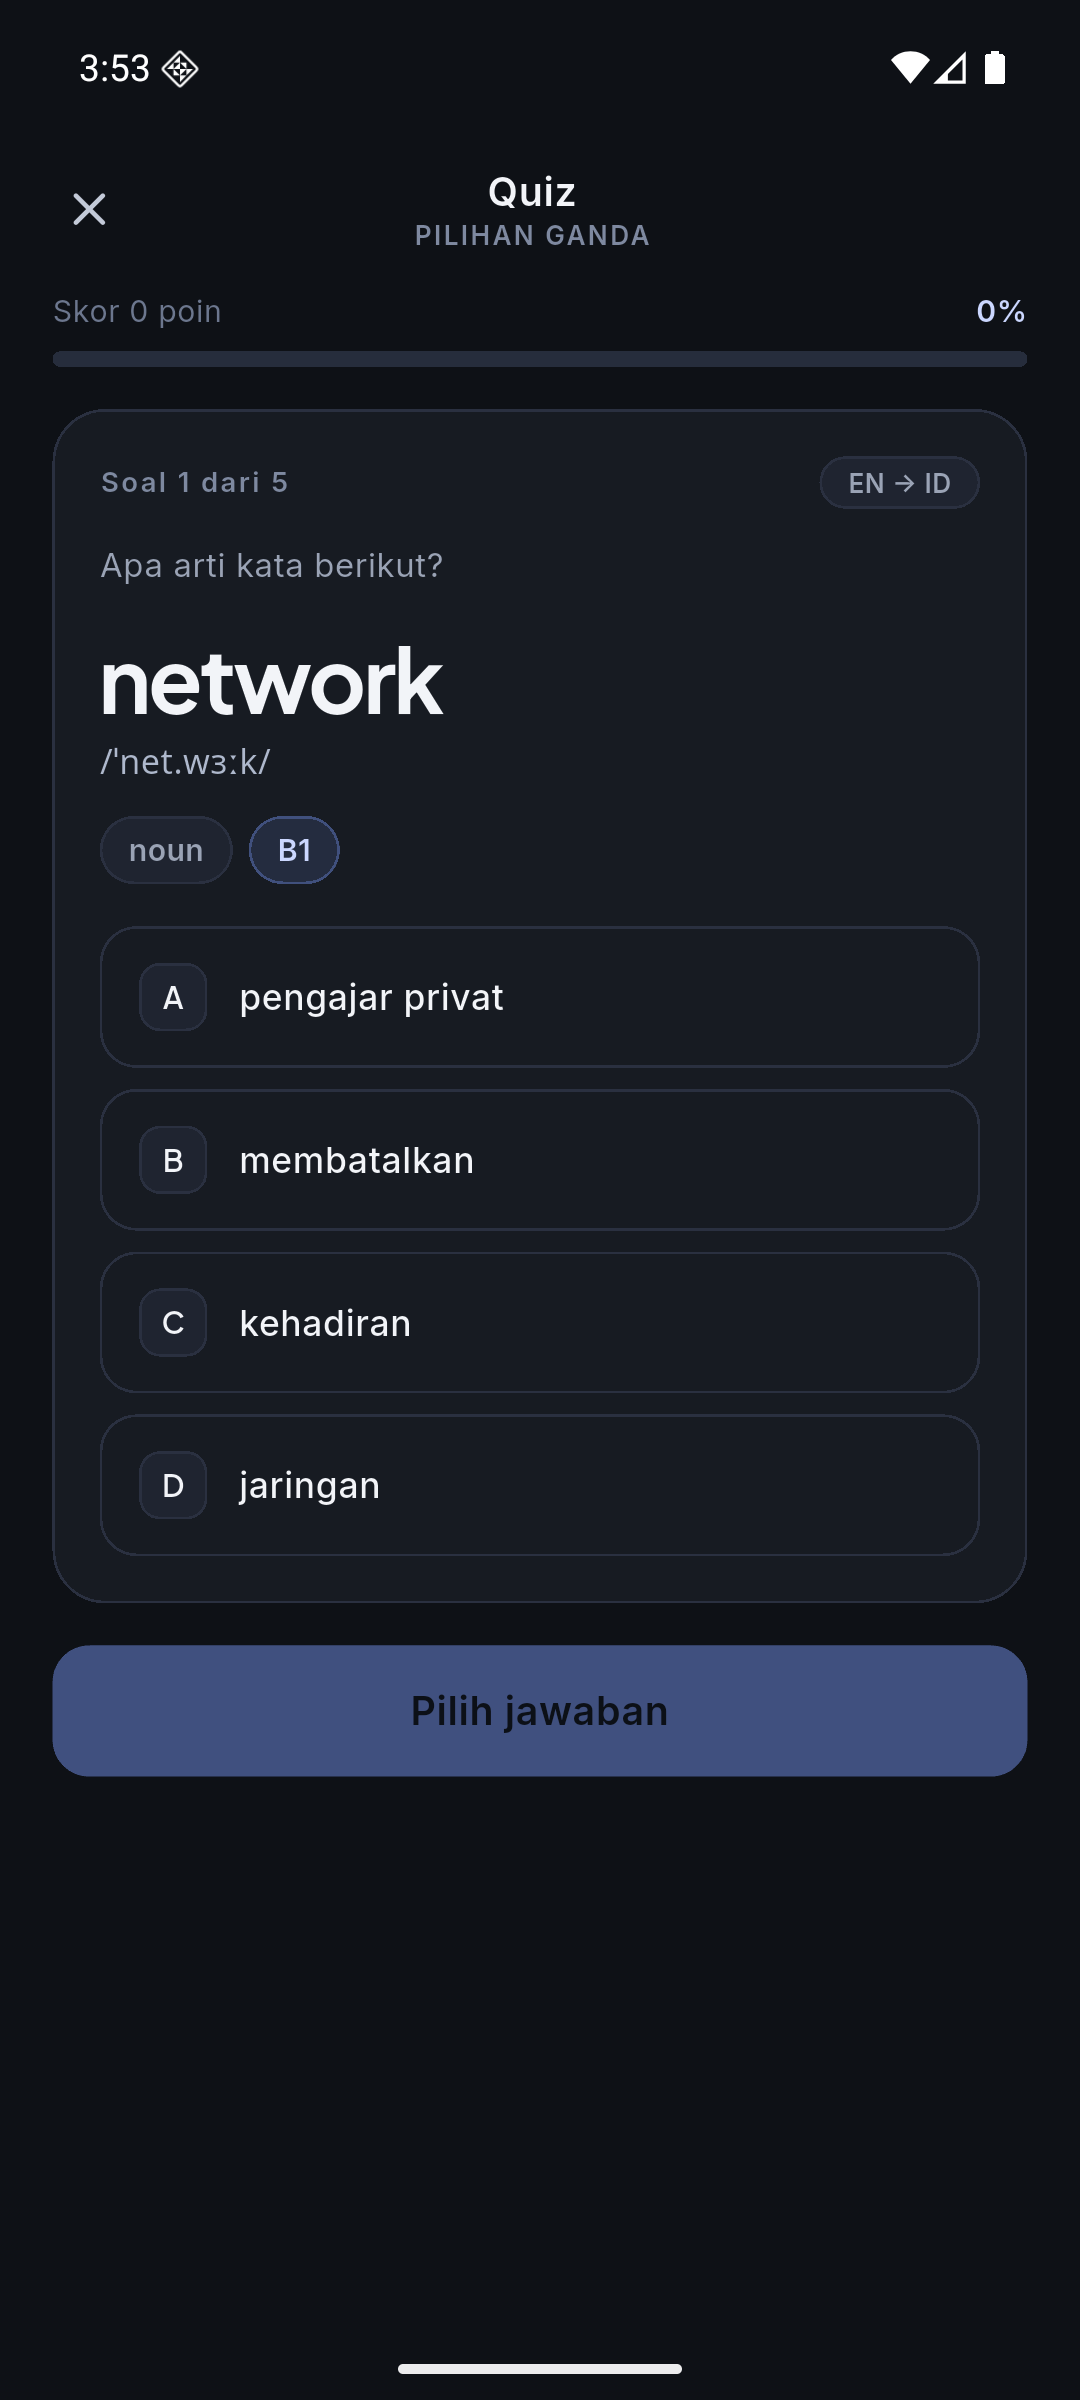 3:53
Quiz
PILIHAN GANDA
Skor 0 poin
0%
Soal 1 dari 5
EN → ID
Apa arti kata berikut?
network
/ˈnet.wɜːk/
noun
B1
A
pengajar privat
B
membatalkan
C
kehadiran
D
jaringan
Pilih jawaban